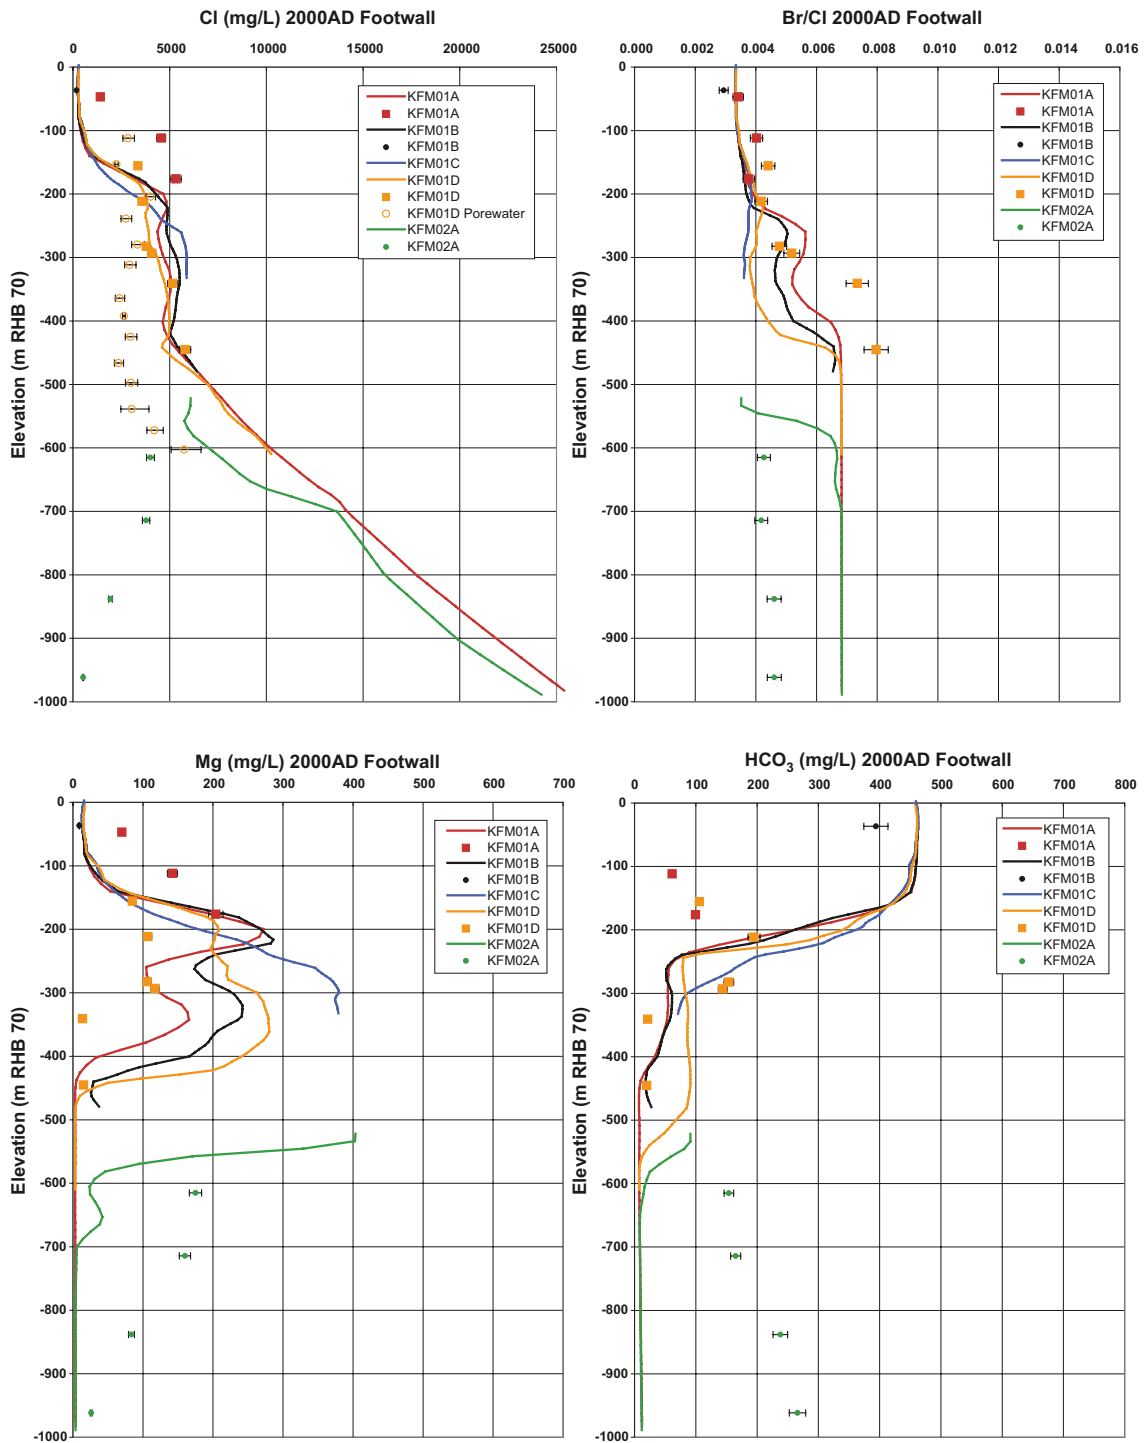 Cl (mg/L) 2000AD Footwall
0 5000 10000 15000 20000 25000
0
-100
-200
-300
-400
-500
-600
-700
-800
-900
-1000
Elevation (m RHB 70)
KFM01A
KFM01A
KFM01B
KFM01B
KFM01C
KFM01D
KFM01D
KFM01D Porewater
KFM02A
KFM02A
Br/Cl 2000AD Footwall
0.000 0.002 0.004 0.006 0.008 0.010 0.012 0.014 0.016
0
-100
-200
-300
-400
-500
-600
-700
-800
-900
-1000
Elevation (m RHB 70)
KFM01A
KFM01A
KFM01B
KFM01B
KFM01C
KFM01D
KFM01D
KFM02A
KFM02A
Mg (mg/L) 2000AD Footwall
0 100 200 300 400 500 600 700
0
-100
-200
-300
-400
-500
-600
-700
-800
-900
-1000
Elevation (m RHB 70)
KFM01A
KFM01A
KFM01B
KFM01B
KFM01C
KFM01D
KFM01D
KFM02A
KFM02A
HCO3 (mg/L) 2000AD Footwall
0 100 200 300 400 500 600 700 800
0
-100
-200
-300
-400
-500
-600
-700
-800
-900
-1000
Elevation (m RHB 70)
KFM01A
KFM01A
KFM01B
KFM01B
KFM01C
KFM01D
KFM01D
KFM02A
KFM02A